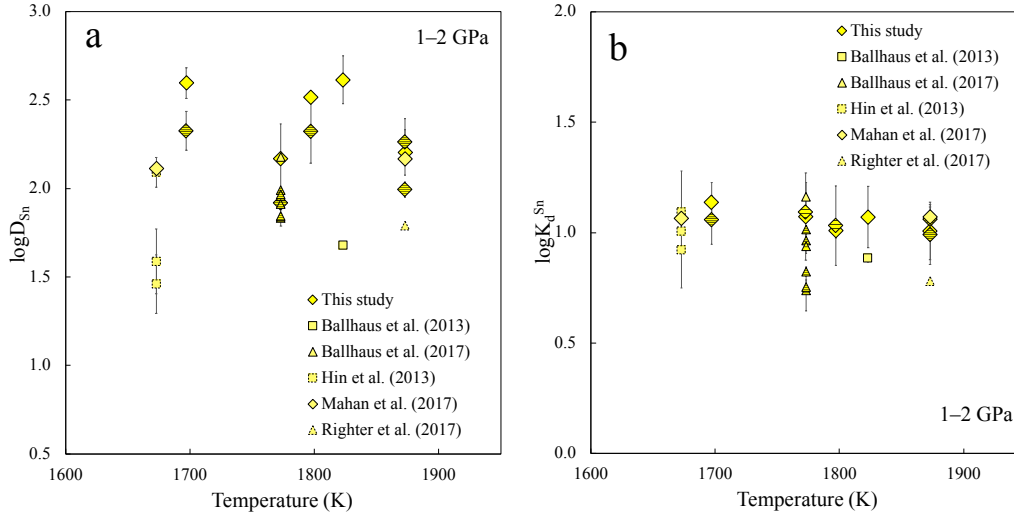 a
1–2 GPa
3.0
2.5
2.0
1.5
1.0
0.5
logD_Sn
1600
1700
1800
1900
Temperature (K)
This study
Ballhaus et al. (2013)
Ballhaus et al. (2017)
Hin et al. (2013)
Mahan et al. (2017)
Righter et al. (2017)
b
This study
Ballhaus et al. (2013)
Ballhaus et al. (2017)
Hin et al. (2013)
Mahan et al. (2017)
Righter et al. (2017)
2.0
1.5
1.0
0.5
0.0
logK_d^Sn
1–2 GPa
1600
1700
1800
1900
Temperature (K)